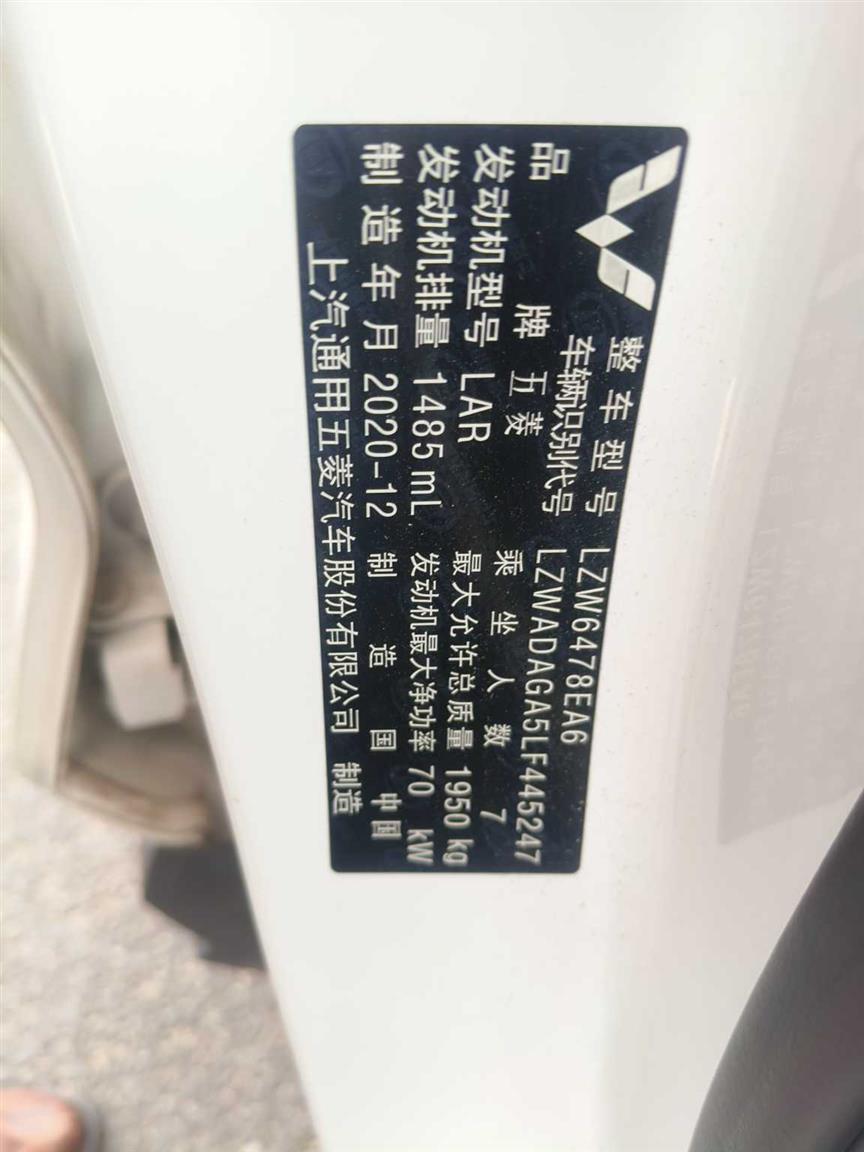 整车型号 LZW6478EA6
车辆识别代号 LZWADAGA5LF445247
品牌 五菱 乘坐人数 7
发动机型号 LAR 最大允许总质量 1950 kg
发动机排量 1485 mL 发动机最大净功率 70 kW
制造年月 2020-12 制造国 中国
上汽通用五菱汽车股份有限公司 制造